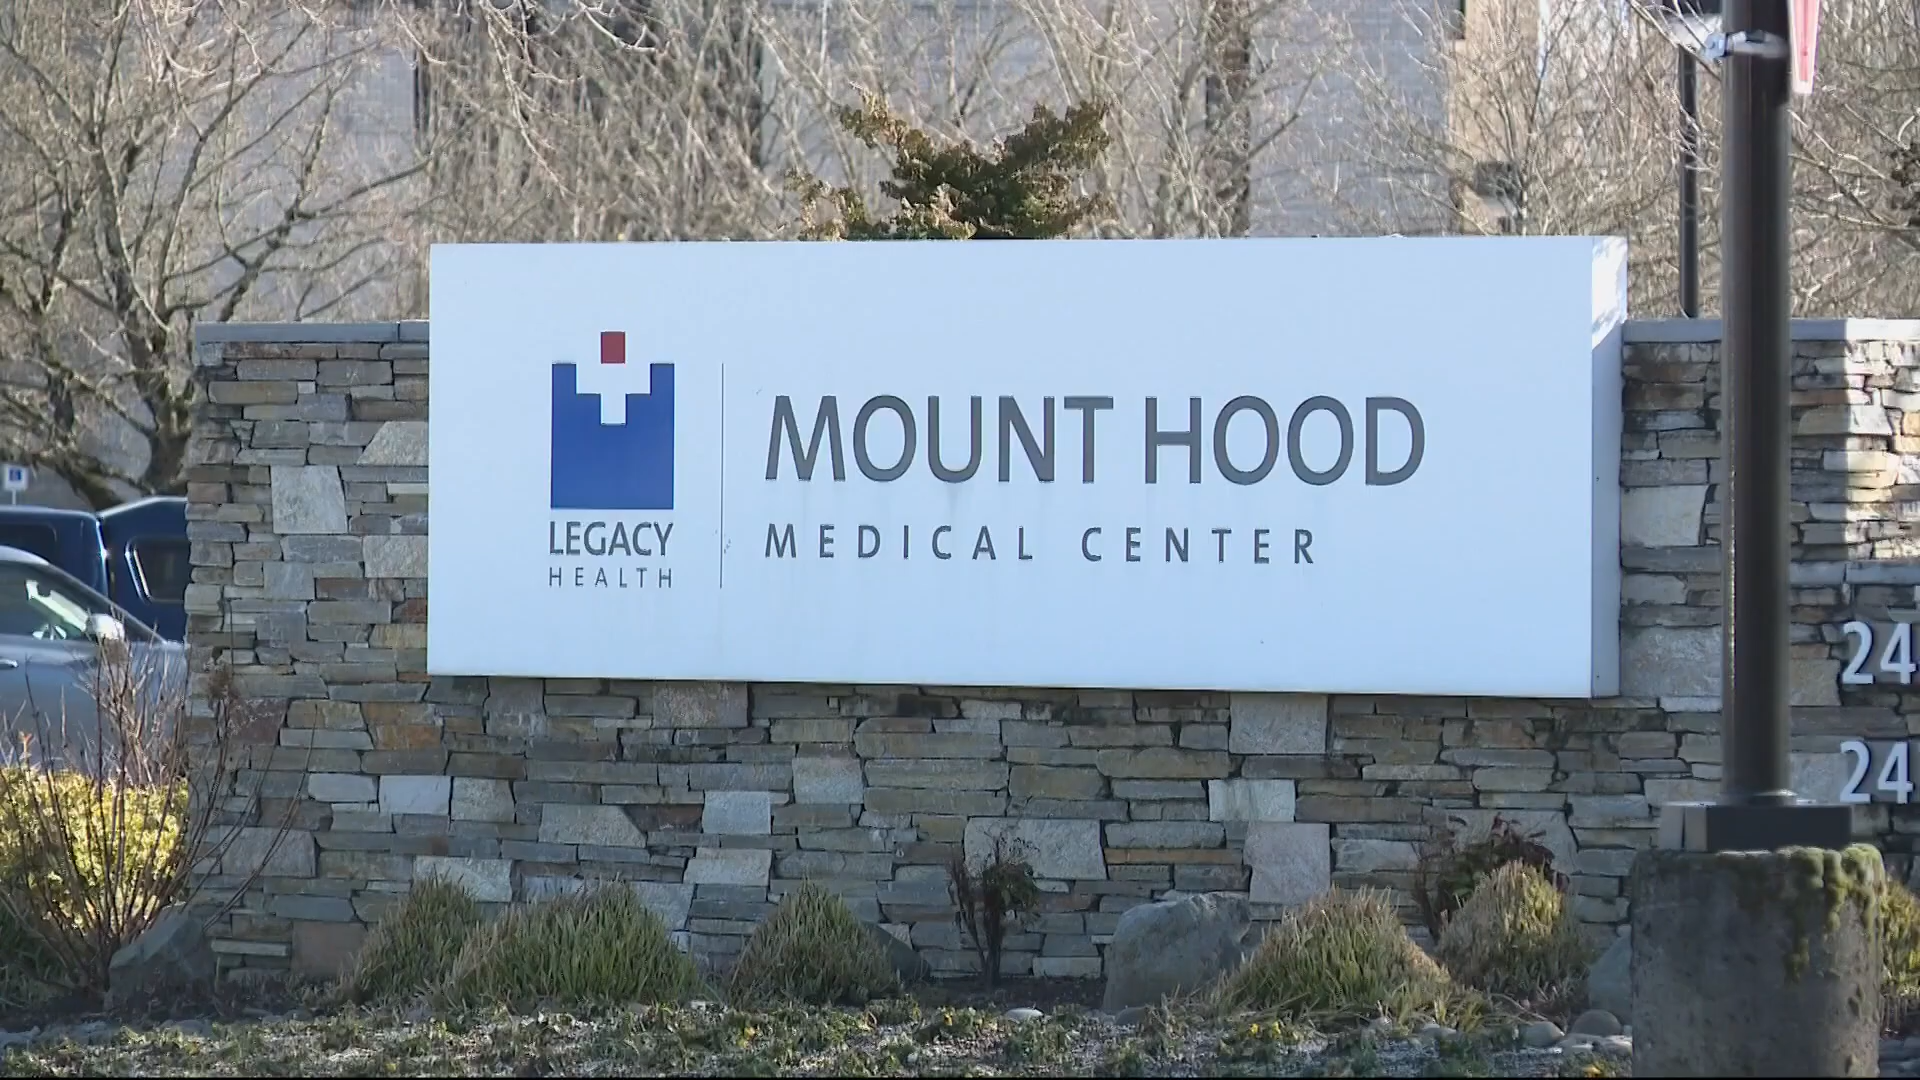 LEGACY
HEALTH
MOUNT HOOD
MEDICAL CENTER
24
24